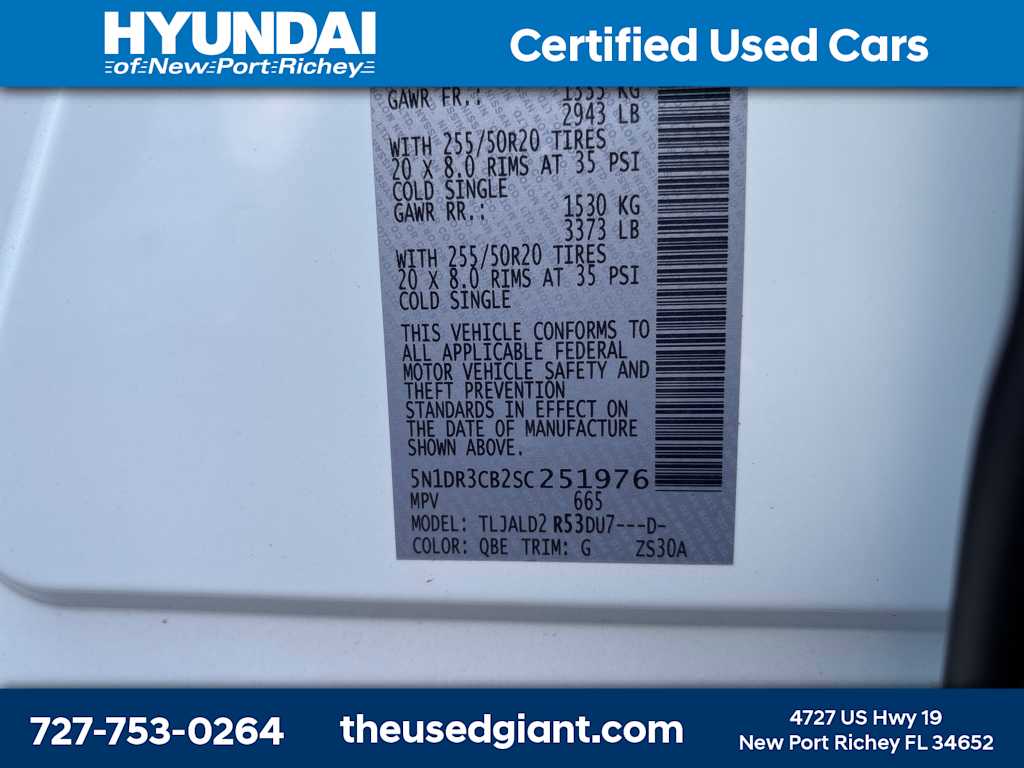 HYUNDAI
of New Port Richey
Certified Used Cars
GAWR FR.: 1335 KG
2943 LB
WITH 255/50R20 TIRES
20 X 8.0 RIMS AT 35 PSI
COLD SINGLE
GAWR RR.: 1530 KG
3373 LB
WITH 255/50R20 TIRES
20 X 8.0 RIMS AT 35 PSI
COLD SINGLE
THIS VEHICLE CONFORMS TO
ALL APPLICABLE FEDERAL
MOTOR VEHICLE SAFETY AND
THEFT PREVENTION
STANDARDS IN EFFECT ON
THE DATE OF MANUFACTURE
SHOWN ABOVE.
5N1DR3CB2SC251976
MPV 665
MODEL: TLJALD2 R53DU7---D-
COLOR: QBE TRIM: G ZS30A
727-753-0264
theusedgiant.com
4727 US Hwy 19
New Port Richey FL 34652